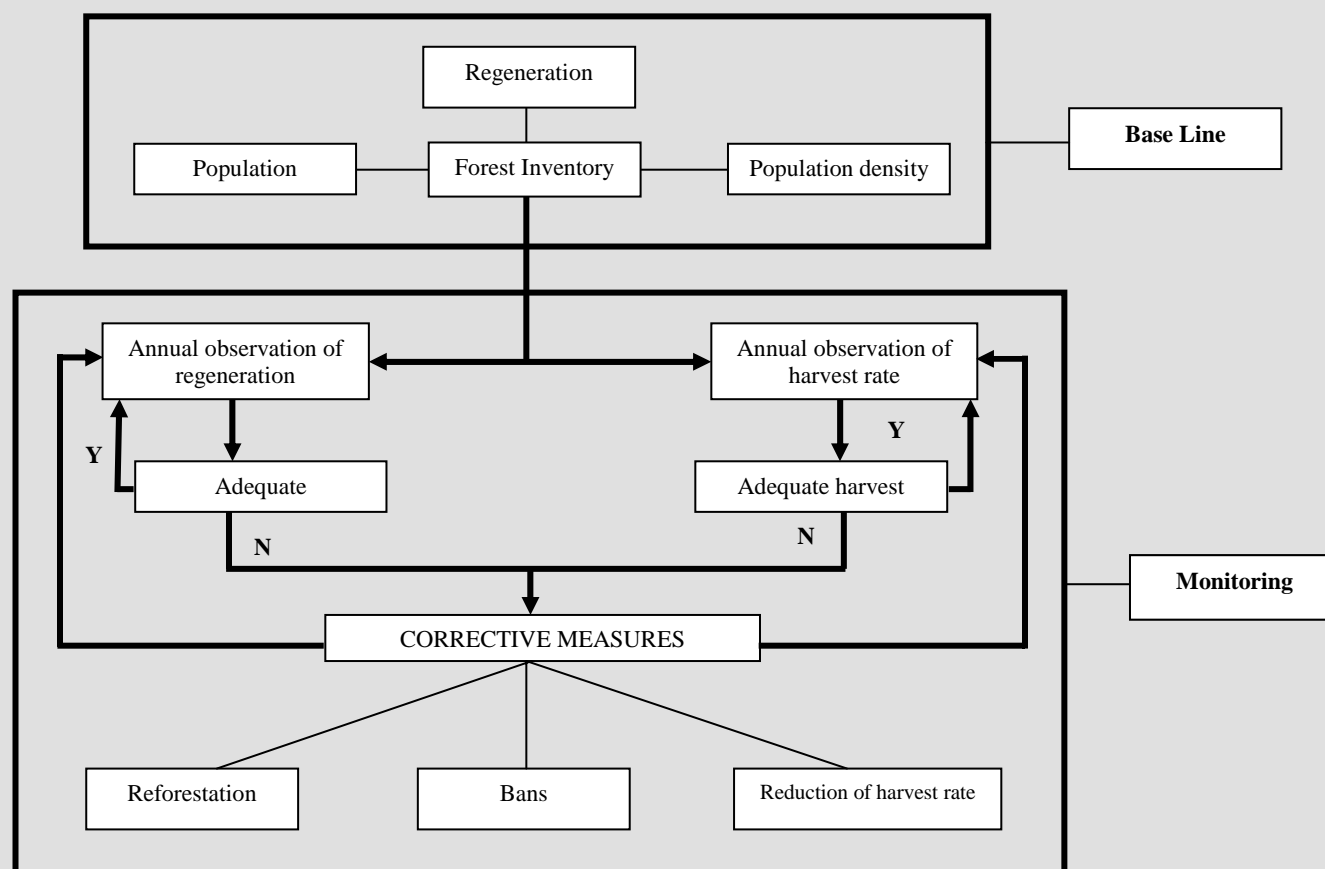 Regeneration
Base Line
Population
Forest Inventory
Population density
Annual observation of
regeneration
Annual observation of
harvest rate
Y
Y
Adequate
Adequate harvest
N
N
Monitoring
CORRECTIVE MEASURES
Reforestation
Bans
Reduction of harvest rate